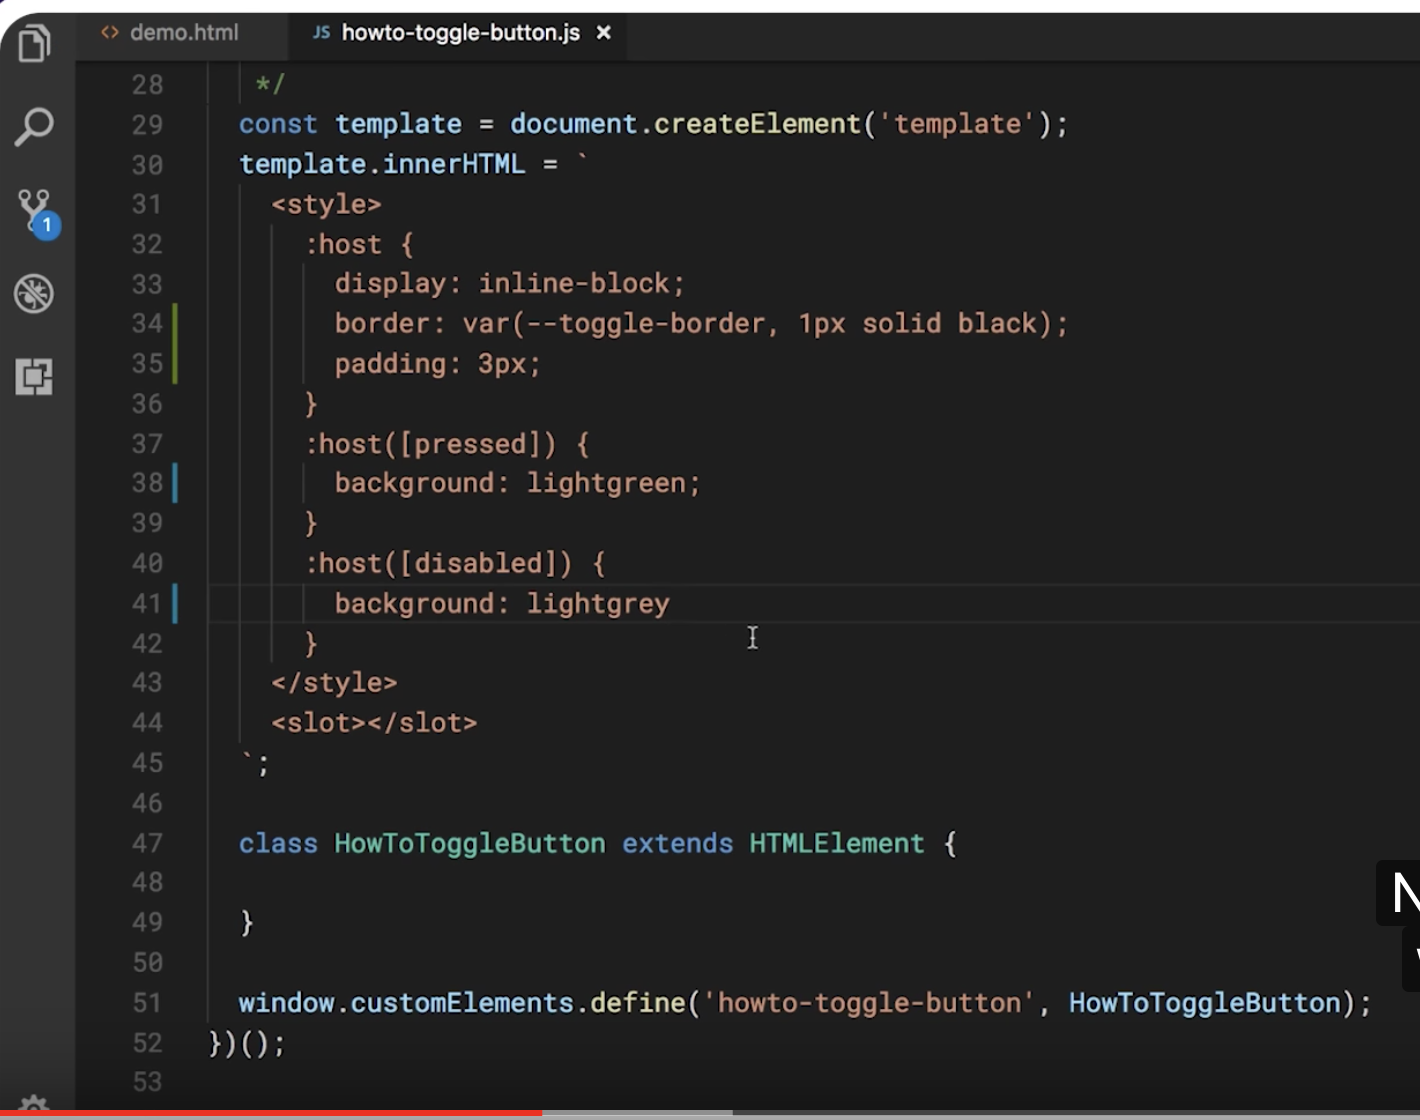 <> demo.html JS howto-toggle-button.js ×
1
28 */
29 const template = document.createElement('template');
30 template.innerHTML = `
31 <style>
32 :host {
33 display: inline-block;
34 border: var(--toggle-border, 1px solid black);
35 padding: 3px;
36 }
37 :host([pressed]) {
38 background: lightgreen;
39 }
40 :host([disabled]) {
41 background: lightgrey
42 }
43 </style>
44 <slot></slot>
45 `;
46
47 class HowToToggleButton extends HTMLElement {
48
49 }
50
51 window.customElements.define('howto-toggle-button', HowToToggleButton);
52 })();
53
N